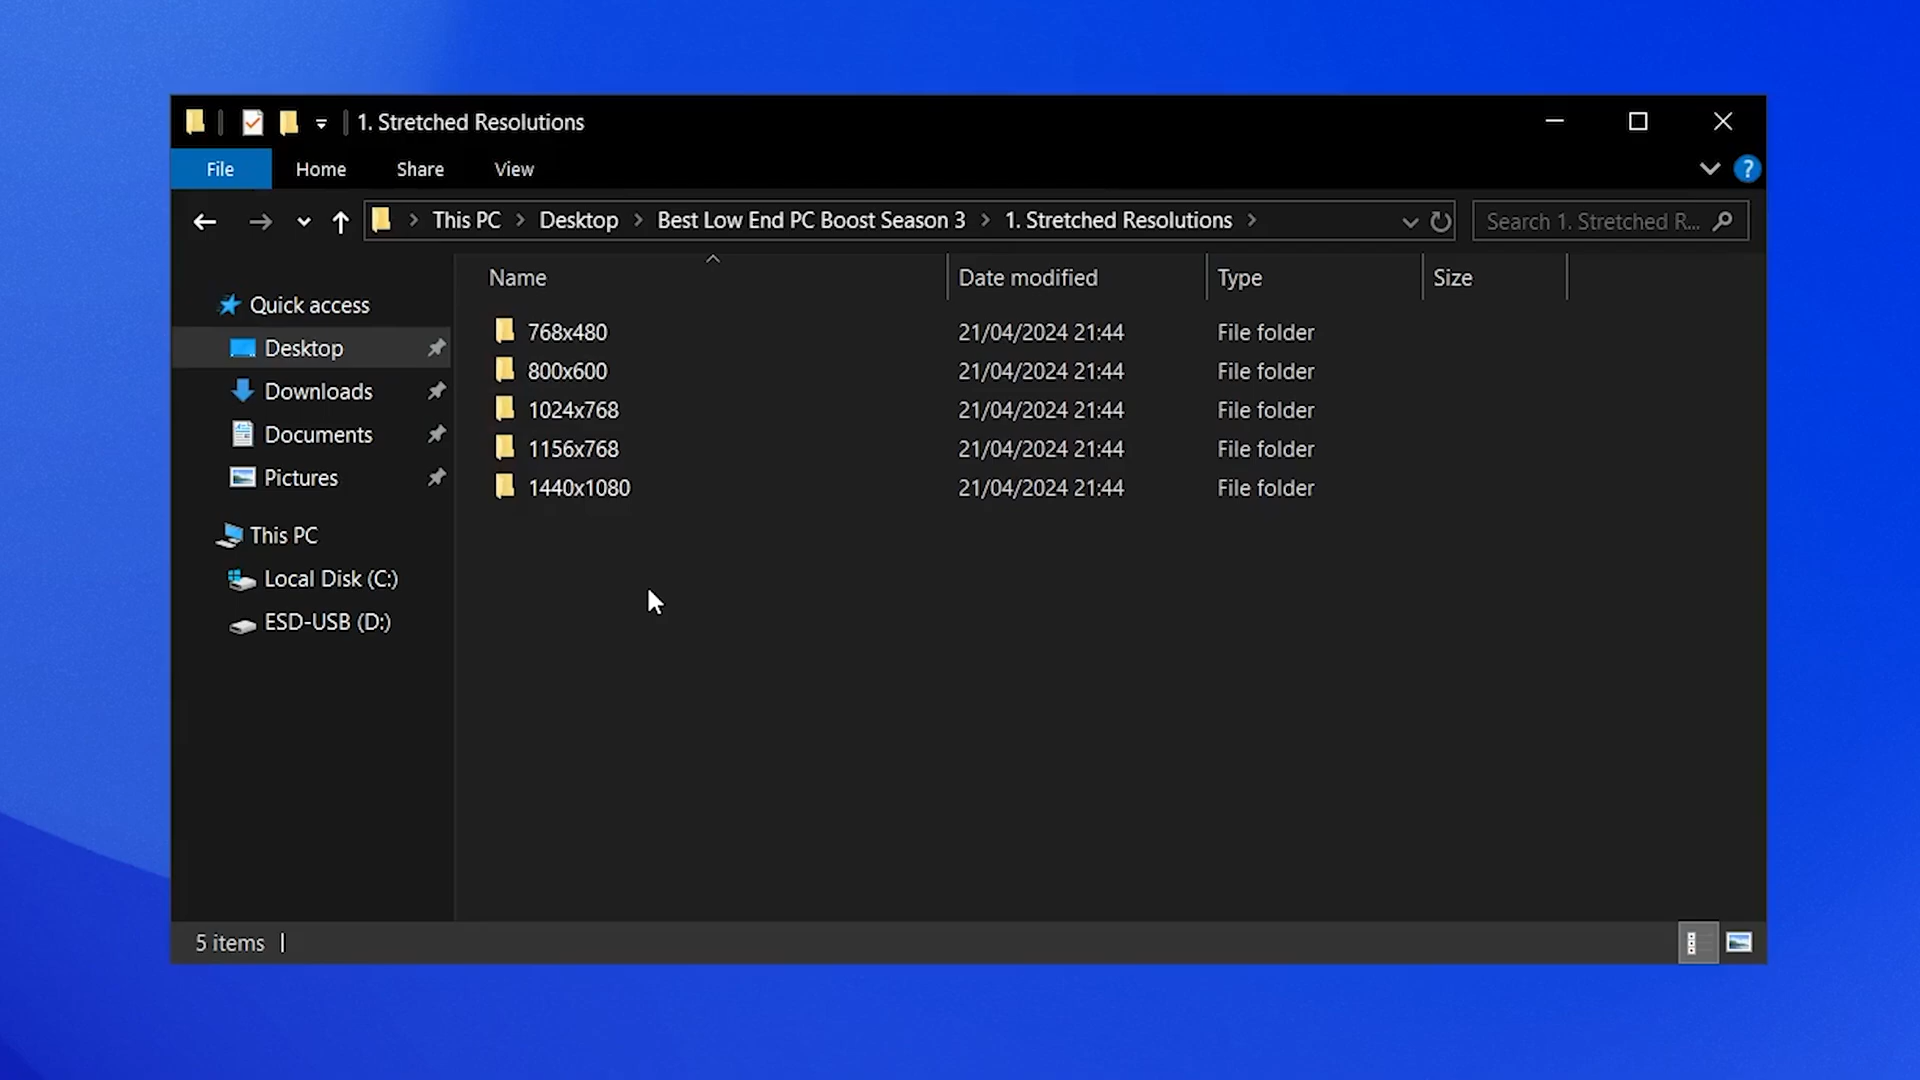 1. Stretched Resolutions
File Home Share View ?
This PC Desktop Best Low End PC Boost Season 3 1. Stretched Resolutions Search 1. Stretched R...
Name Date modified Type Size
Quick access
Desktop
Downloads
Documents
Pictures
This PC
Local Disk (C:)
ESD-USB (D:)
768x480 21/04/2024 21:44 File folder
800x600 21/04/2024 21:44 File folder
1024x768 21/04/2024 21:44 File folder
1156x768 21/04/2024 21:44 File folder
1440x1080 21/04/2024 21:44 File folder
5 items